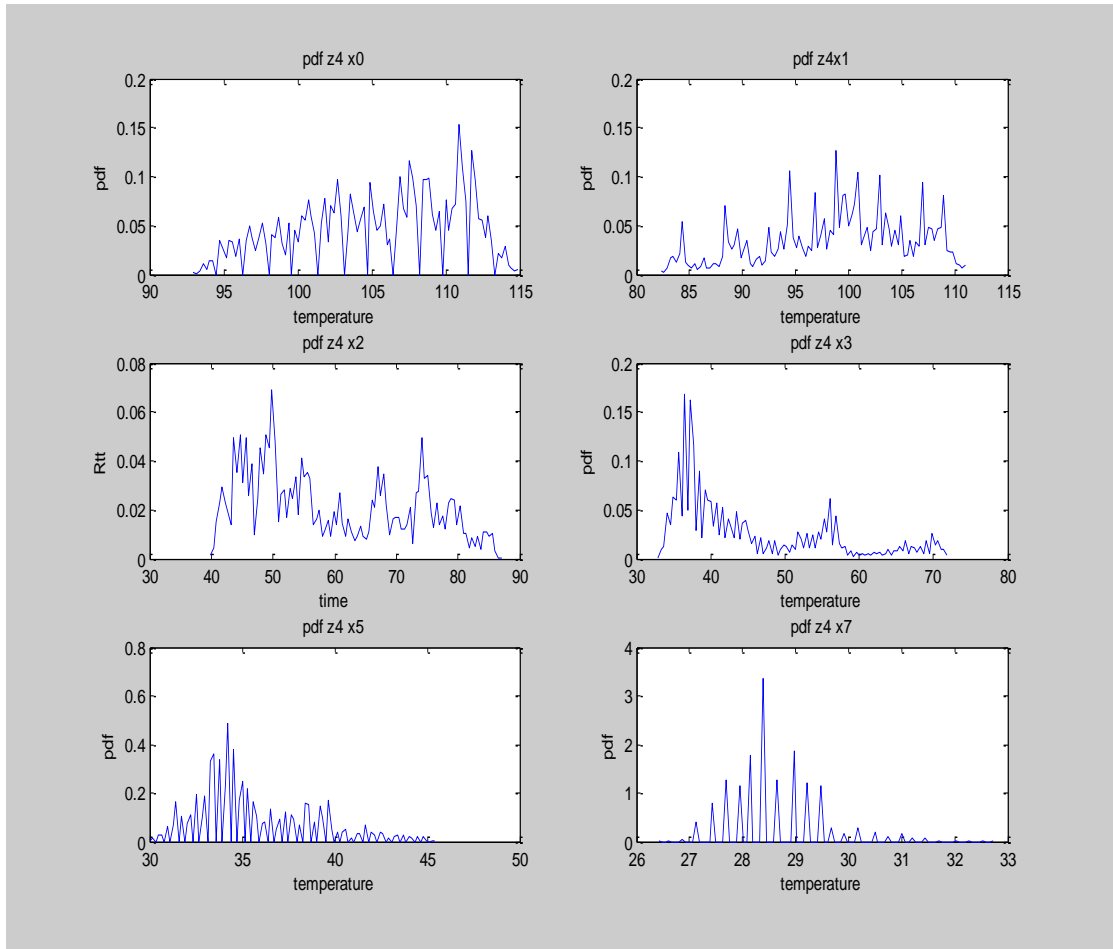 pdf z4 x0
0.2
0.15
0.1
0.05
0
pdf
90 95 100 105 110 115
temperature
pdf z4x1
0.2
0.15
0.1
0.05
0
pdf
80 85 90 95 100 105 110 115
temperature
pdf z4 x2
0.08
0.06
0.04
0.02
0
Rtt
30 40 50 60 70 80 90
time
pdf z4 x3
0.2
0.15
0.1
0.05
0
pdf
30 40 50 60 70 80
temperature
pdf z4 x5
0.8
0.6
0.4
0.2
0
pdf
30 35 40 45 50
temperature
pdf z4 x7
4
3
2
1
0
pdf
26 27 28 29 30 31 32 33
temperature